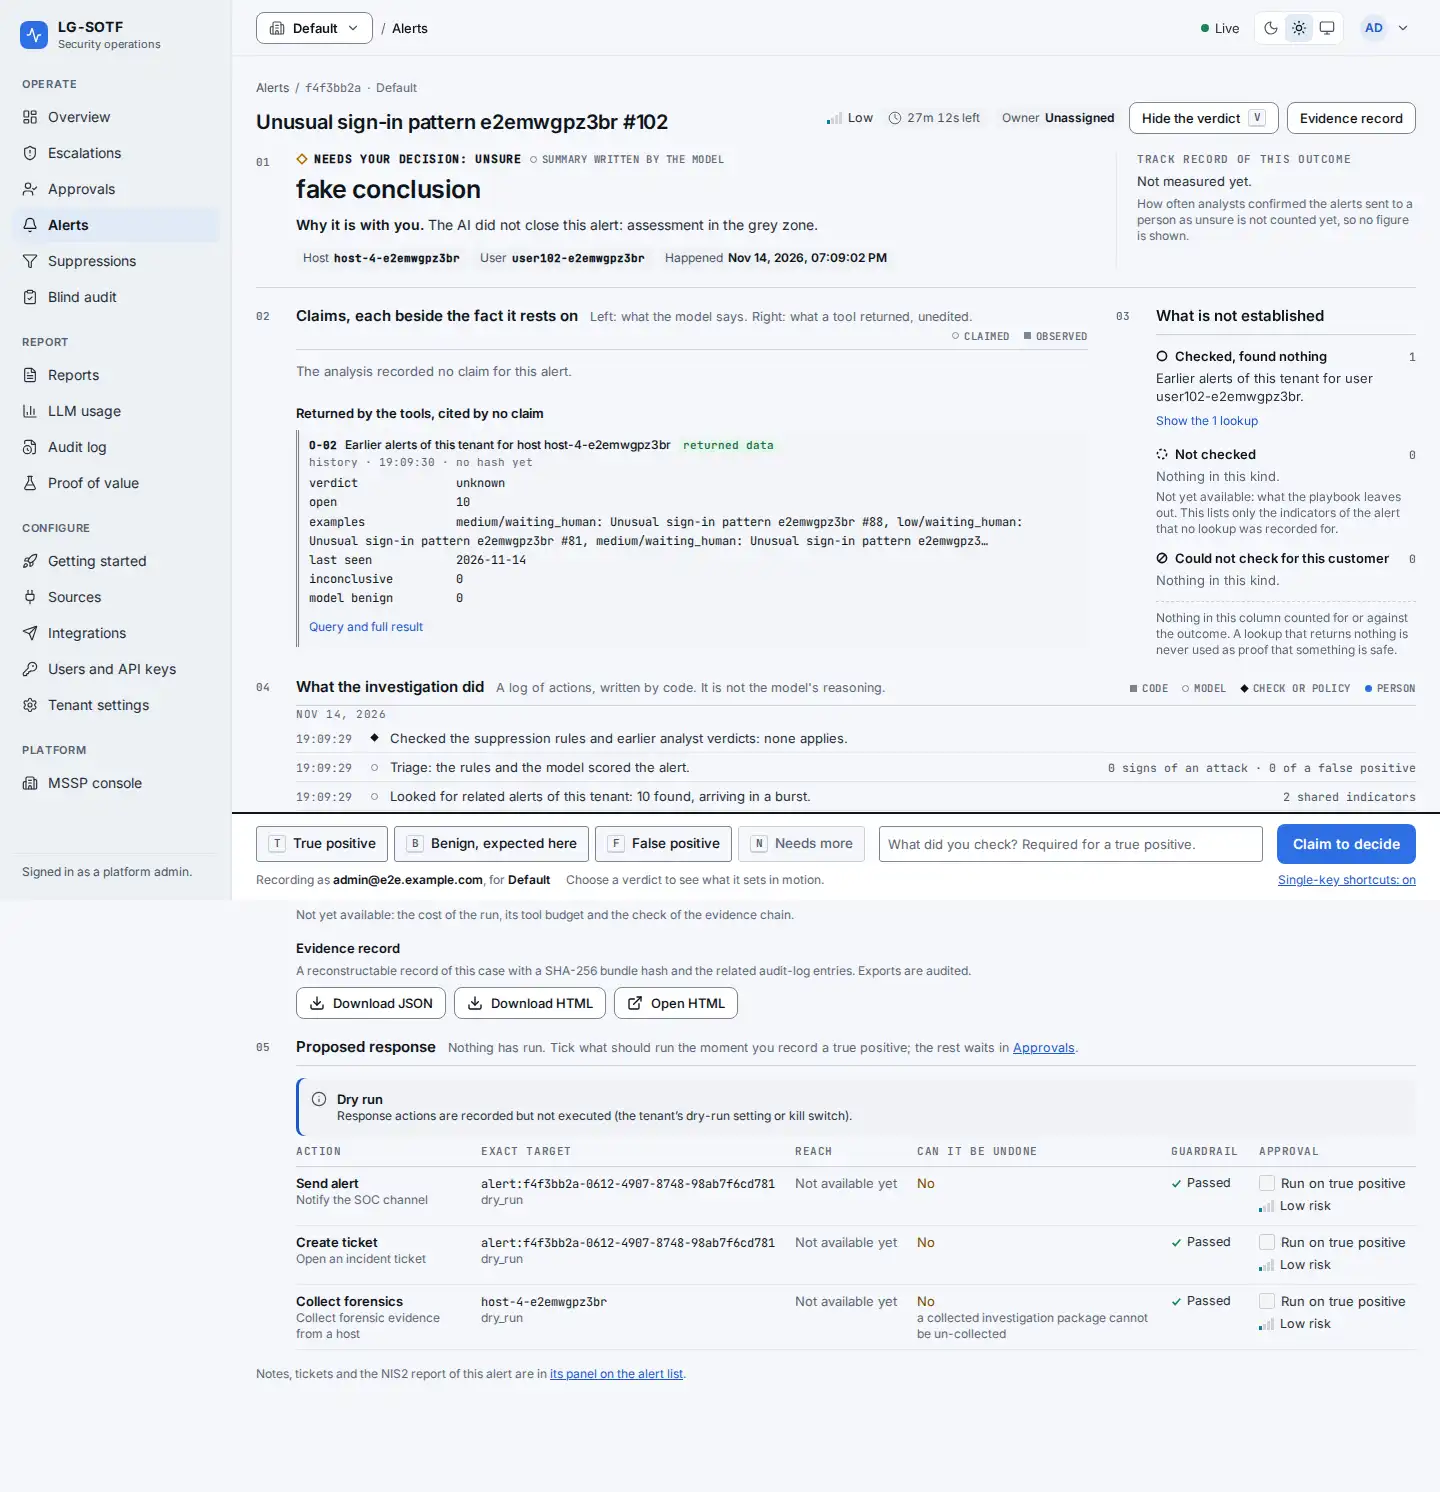 LG-SOTF
Security operations
OPERATE
Overview
Escalations
Approvals
Alerts
Suppressions
Blind audit
REPORT
Reports
LLM usage
Audit log
Proof of value
CONFIGURE
Getting started
Sources
Integrations
Users and API keys
Tenant settings
PLATFORM
MSSP console
Signed in as a platform admin.
Default / Alerts
Live
AD
Alerts / f4f3bb2a · Default
Unusual sign-in pattern e2emwgpz3br #102
Low 27m 12s left Owner Unassigned Hide the verdict V Evidence record
01 NEEDS YOUR DECISION: UNSURE SUMMARY WRITTEN BY THE MODEL
fake conclusion
Why it is with you. The AI did not close this alert: assessment in the grey zone.
Host host-4-e2emwgpz3br User user102-e2emwgpz3br Happened Nov 14, 2026, 07:09:02 PM
TRACK RECORD OF THIS OUTCOME
Not measured yet.
How often analysts confirmed the alerts sent to a
person as unsure is not counted yet, so no figure
is shown.
02 Claims, each beside the fact it rests on Left: what the model says. Right: what a tool returned, unedited.
CLAIMED OBSERVED
The analysis recorded no claim for this alert.
Returned by the tools, cited by no claim
O-02 Earlier alerts of this tenant for host host-4-e2emwgpz3br returned data
history · 19:09:30 · no hash yet
verdict unknown
open 10
examples medium/waiting_human: Unusual sign-in pattern e2emwgpz3br #88, low/waiting_human:
Unusual sign-in pattern e2emwgpz3br #81, medium/waiting_human: Unusual sign-in pattern e2emwgpz3…
last seen 2026-11-14
inconclusive 0
model benign 0
Query and full result
03 What is not established
Checked, found nothing 1
Earlier alerts of this tenant for user
user102-e2emwgpz3br.
Show the 1 lookup
Not checked 0
Nothing in this kind.
Not yet available: what the playbook leaves
out. This lists only the indicators of the alert
that no lookup was recorded for.
Could not check for this customer 0
Nothing in this kind.
Nothing in this column counted for or against
the outcome. A lookup that returns nothing is
never used as proof that something is safe.
04 What the investigation did A log of actions, written by code. It is not the model's reasoning.
CODE MODEL CHECK OR POLICY PERSON
NOV 14, 2026
19:09:29 Checked the suppression rules and earlier analyst verdicts: none applies.
19:09:29 Triage: the rules and the model scored the alert. 0 signs of an attack · 0 of a false positive
19:09:29 Looked for related alerts of this tenant: 10 found, arriving in a burst. 2 shared indicators
T True positive B Benign, expected here F False positive N Needs more What did you check? Required for a true positive. Claim to decide
Recording as admin@e2e.example.com, for Default Choose a verdict to see what it sets in motion. Single-key shortcuts: on
Not yet available: the cost of the run, its tool budget and the check of the evidence chain.
Evidence record
A reconstructable record of this case with a SHA-256 bundle hash and the related audit-log entries. Exports are audited.
Download JSON Download HTML Open HTML
05 Proposed response Nothing has run. Tick what should run the moment you record a true positive; the rest waits in Approvals.
Dry run
Response actions are recorded but not executed (the tenant's dry-run setting or kill switch).
ACTION EXACT TARGET REACH CAN IT BE UNDONE GUARDRAIL APPROVAL
Send alert alert:f4f3bb2a-0612-4907-8748-98ab7f6cd781 Not available yet No Passed Run on true positive
Notify the SOC channel dry_run Low risk
Create ticket alert:f4f3bb2a-0612-4907-8748-98ab7f6cd781 Not available yet No Passed Run on true positive
Open an incident ticket dry_run Low risk
Collect forensics host-4-e2emwgpz3br Not available yet No Passed Run on true positive
Collect forensic evidence dry_run a collected investigation package cannot Low risk
from a host be un-collected
Notes, tickets and the NIS2 report of this alert are in its panel on the alert list.